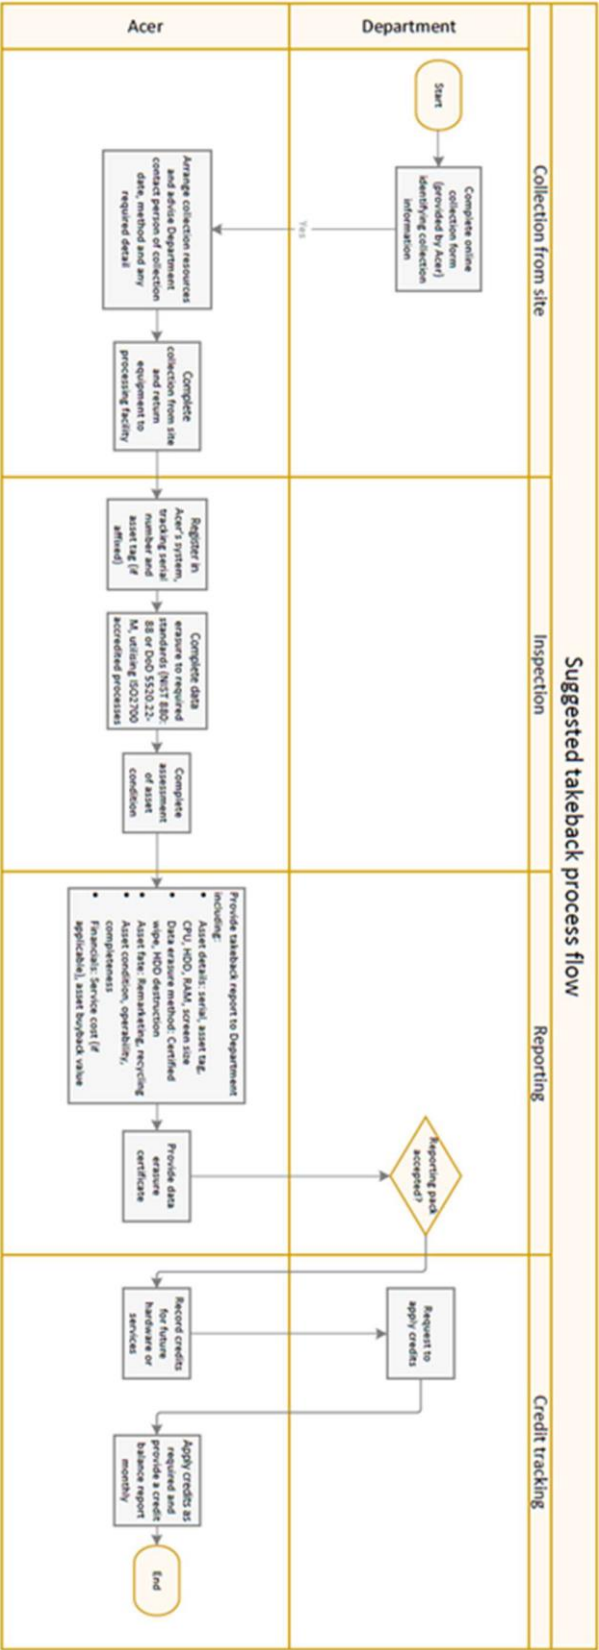 Suggested takeback process flow
Collection from site
Inspection
Reporting
Credit tracking
Department
Acer
Start
Complete online
collection form
(provided by Acer)
identifying collection
information
Yes
Arrange collection resources
and advise Department
contact person of collection
date, method and any
required detail
Complete
collection from site
and return
equipment to
processing facility
Register in
Acer's system,
tracking serial
number and
asset tag (if
affixed)
Complete data
erasure to required
standards (NIST 880:
88 or DoD 5520.22-
M, utilising ISO2700
accredited processes
Complete
assessment
of asset
condition
Provide takeback report to Department
including:
• Asset details: serial, asset tag,
CPU, HDD, RAM, screen size
• Data erasure method: Certified
wipe, HDD destruction
• Asset fate: Remarketing, recycling
• Asset condition, operability,
completeness
• Financials: Service cost (if
applicable), asset buyback value
Provide data
erasure
certificate
Reporting pack
accepted?
Record credits
for future
hardware or
services
Request to
apply credits
Apply credits as
required and
provide a credit
balance report
monthly
End